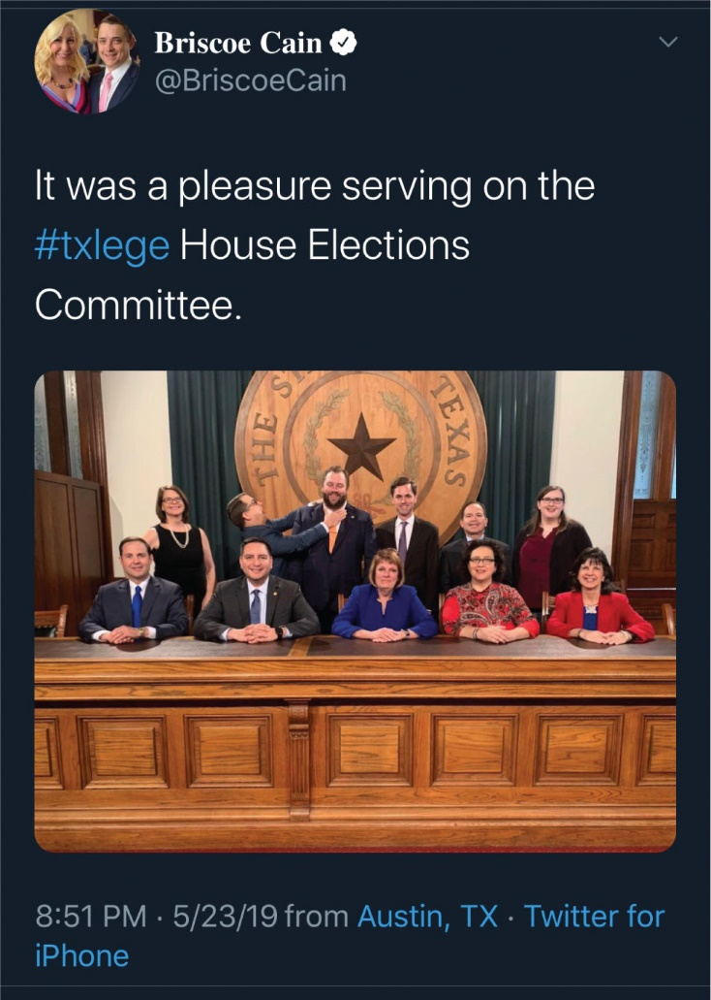 Briscoe Cain
@BriscoeCain
It was a pleasure serving on the
#txlege House Elections
Committee.
THE ST
TEXAS
8:51 PM · 5/23/19 from Austin, TX · Twitter for
iPhone